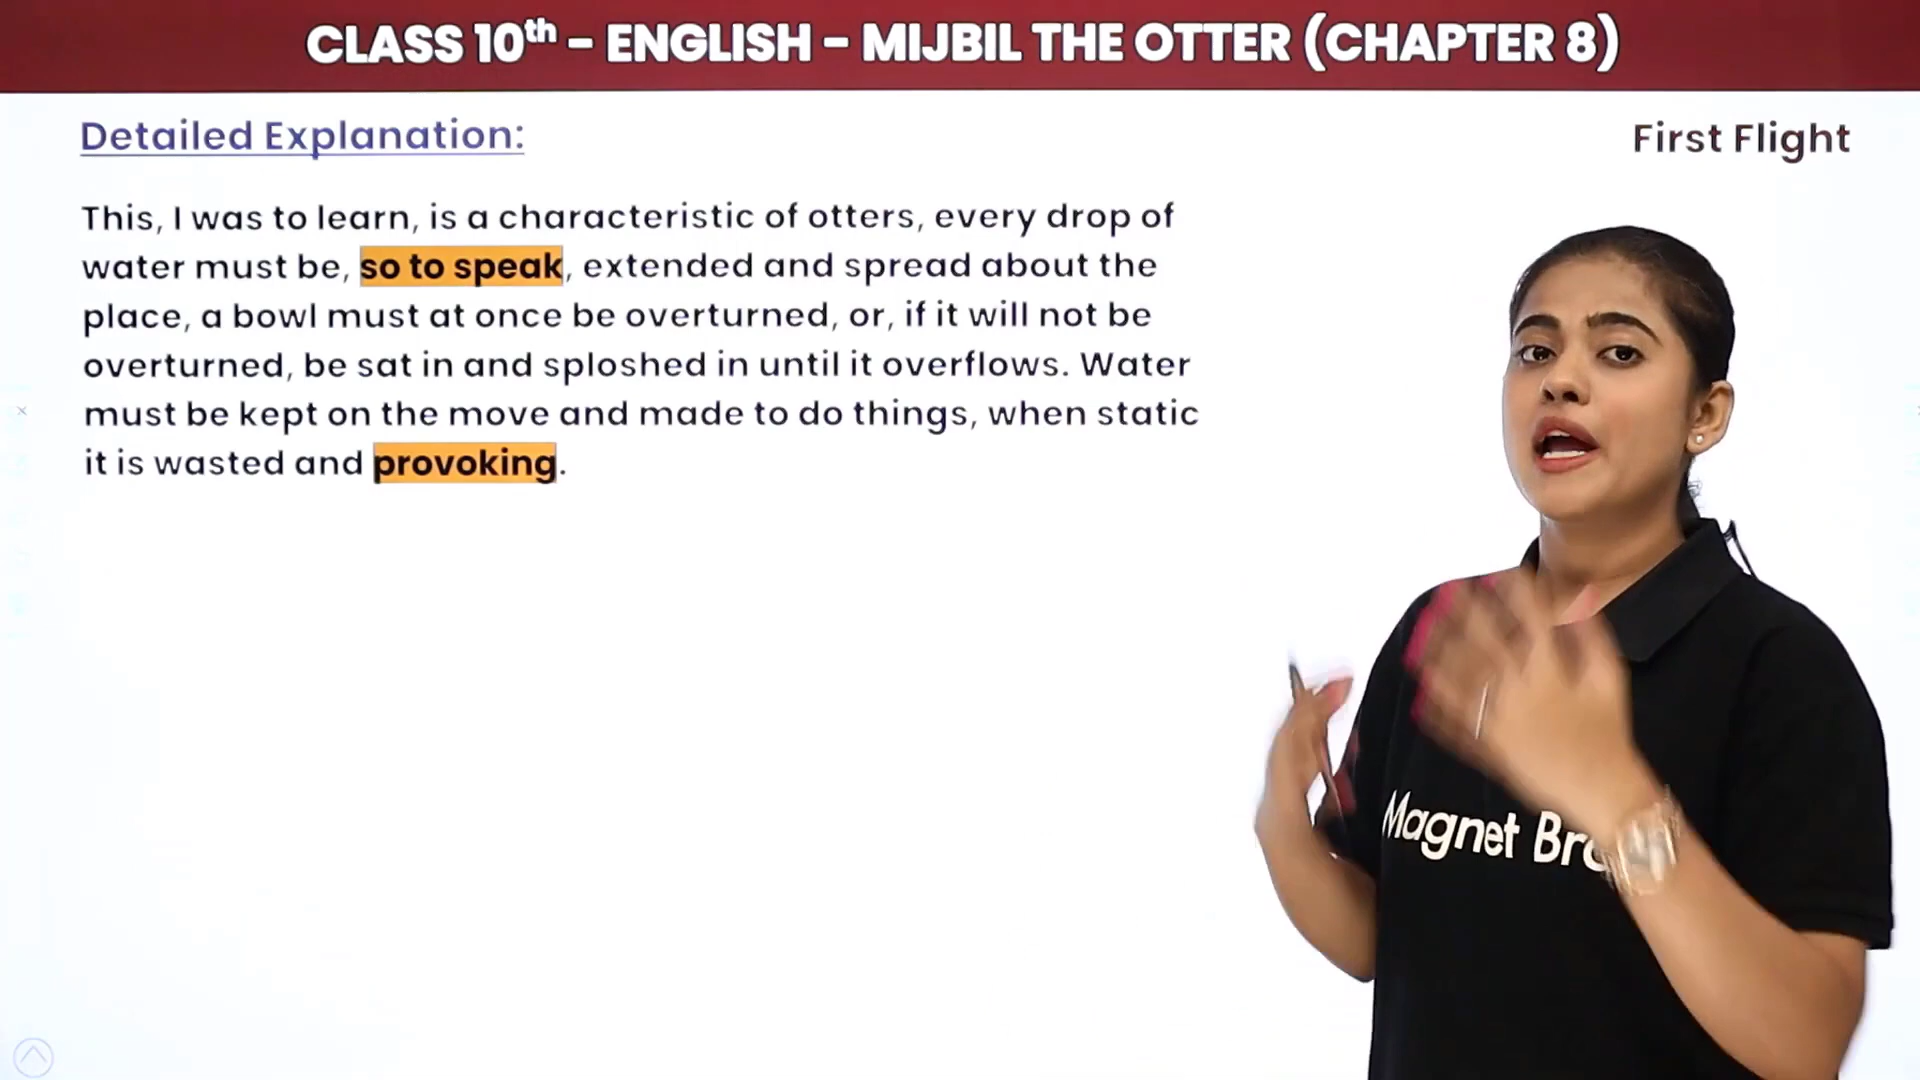 CLASS 10th - ENGLISH - MIJBIL THE OTTER (CHAPTER 8)
Detailed Explanation:
First Flight
This, I was to learn, is a characteristic of otters, every drop of
water must be, so to speak, extended and spread about the
place, a bowl must at once be overturned, or, if it will not be
overturned, be sat in and sploshed in until it overflows. Water
must be kept on the move and made to do things, when static
it is wasted and provoking.
Magnet